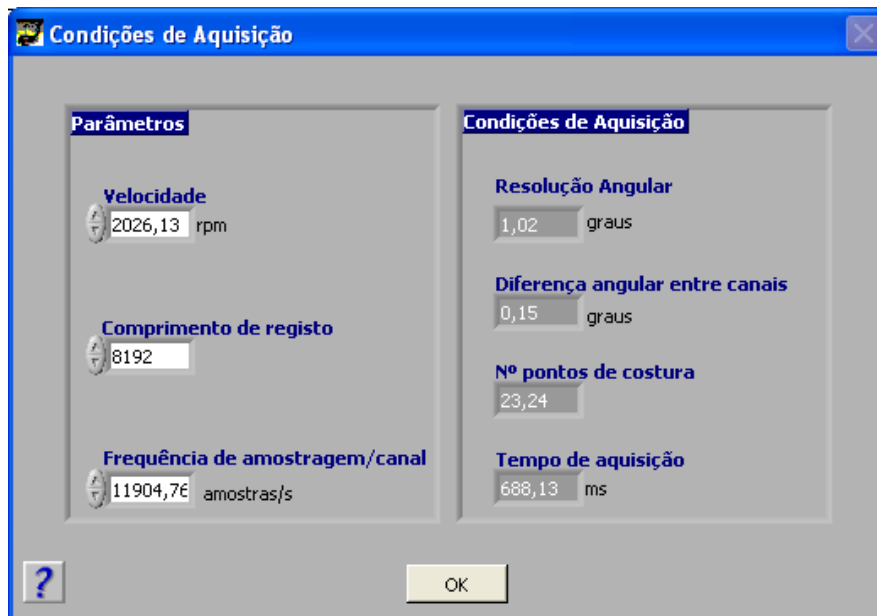 Condições de Aquisição
Parâmetros
Velocidade
2026,13 rpm
Comprimento de registo
8192
Frequência de amostragem/canal
11904,76 amostras/s
Condições de Aquisição
Resolução Angular
1,02 graus
Diferença angular entre canais
0,15 graus
Nº pontos de costura
23,24
Tempo de aquisição
688,13 ms
?
OK